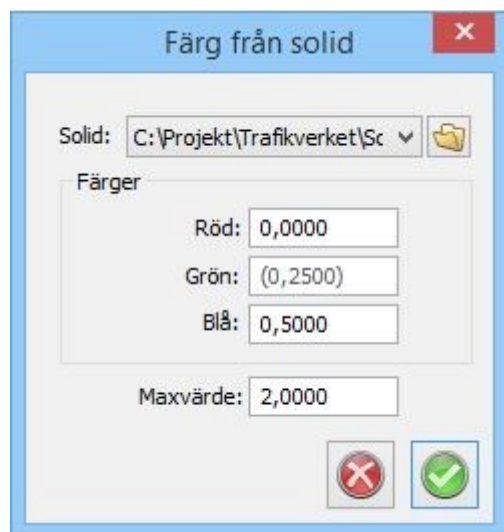 Färg från solid
Solid: C:\Projekt\Trafikverket\Sc
Färger
Röd: 0,0000
Grön: (0,2500)
Blå: 0,5000
Maxvärde: 2,0000